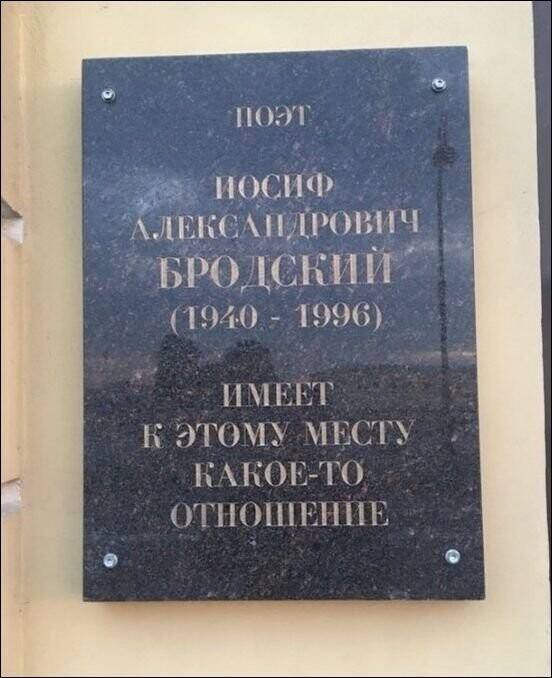 ПОЭТ
ИОСИФ
АЛЕКСАНДРОВИЧ
БРОДСКИЙ
(1940 - 1996)
ИМЕЕТ
К ЭТОМУ МЕСТУ
КАКОЕ-ТО
ОТНОШЕНИЕ